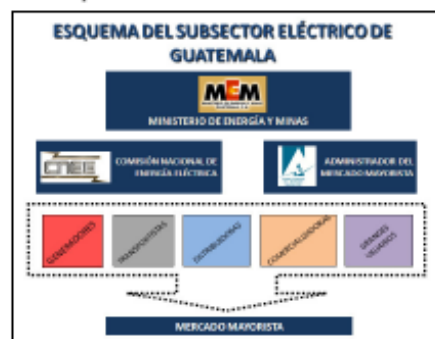 ESQUEMA DEL SUBSECTOR ELÉCTRICO DE
GUATEMALA
MEM
MINISTERIO DE ENERGÍA Y MINAS
CNEE
COMISIÓN NACIONAL DE
ENERGÍA ELÉCTRICA
ADMINISTRADOR DEL
MERCADO MAYORISTA
GENERADORES
TRANSPORTISTAS
DISTRIBUIDORAS
COMERCIALIZADORAS
GRANDES
USUARIOS
MERCADO MAYORISTA